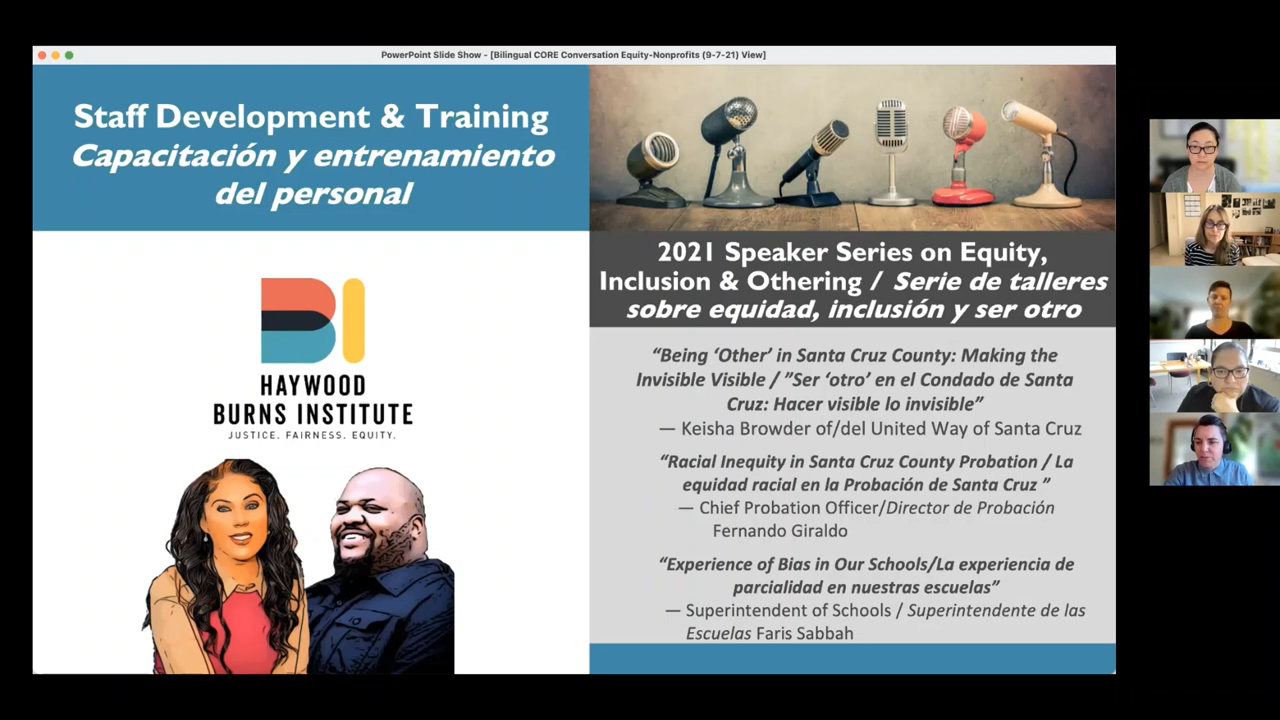 PowerPoint Slide Show - [Bilingual CORE Conversation Equity-Nonprofits (9-7-21) View]
Staff Development & Training
Capacitación y entrenamiento
del personal
HAYWOOD
BURNS INSTITUTE
JUSTICE. FAIRNESS. EQUITY.
2021 Speaker Series on Equity,
Inclusion & Othering / Serie de talleres
sobre equidad, inclusión y ser otro
“Being ‘Other’ in Santa Cruz County: Making the
Invisible Visible / ”Ser ‘otro’ en el Condado de Santa
Cruz: Hacer visible lo invisible”
— Keisha Browder of/del United Way of Santa Cruz
“Racial Inequity in Santa Cruz County Probation / La
equidad racial en la Probación de Santa Cruz ”
— Chief Probation Officer/Director de Probación
Fernando Giraldo
“Experience of Bias in Our Schools/La experiencia de
parcialidad en nuestras escuelas”
— Superintendent of Schools / Superintendente de las
Escuelas Faris Sabbah